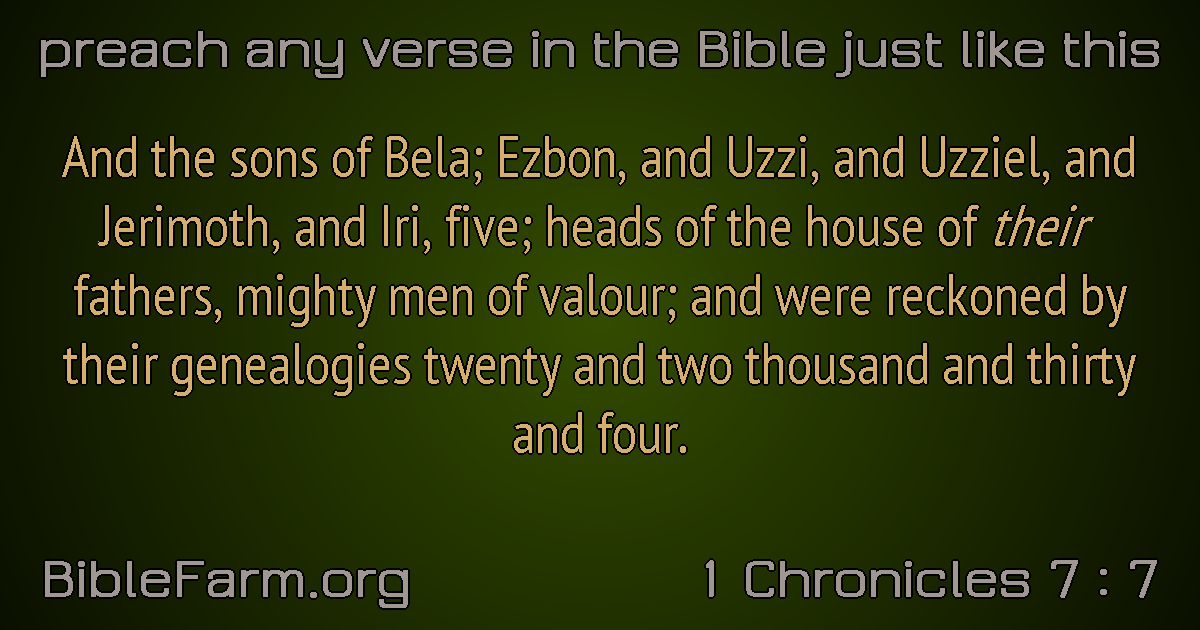 preach any verse in the Bible just like this
And the sons of Bela; Ezbon, and Uzzi, and Uzziel, and
Jerimoth, and Iri, five; heads of the house of their
fathers, mighty men of valour; and were reckoned by
their genealogies twenty and two thousand and thirty
and four.
BibleFarm.org
1 Chronicles 7 : 7